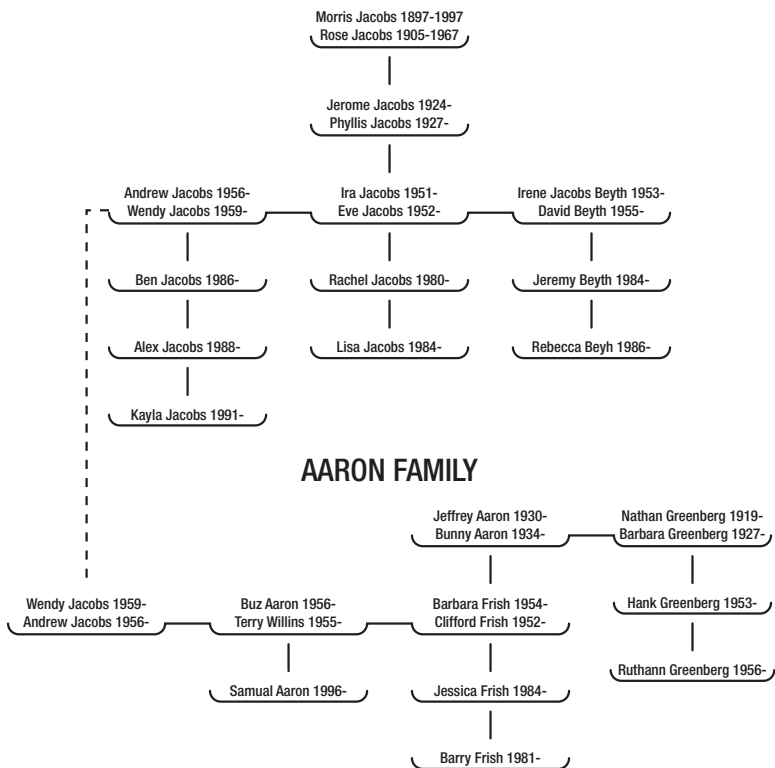 Morris Jacobs 1897-1997
Rose Jacobs 1905-1967
Jerome Jacobs 1924-
Phyllis Jacobs 1927-
Andrew Jacobs 1956-
Wendy Jacobs 1959-
Ira Jacobs 1951-
Eve Jacobs 1952-
Irene Jacobs Beyth 1953-
David Beyth 1955-
Ben Jacobs 1986-
Rachel Jacobs 1980-
Jeremy Beyth 1984-
Alex Jacobs 1988-
Lisa Jacobs 1984-
Rebecca Beyh 1986-
Kayla Jacobs 1991-
AARON FAMILY
Jeffrey Aaron 1930-
Bunny Aaron 1934-
Nathan Greenberg 1919-
Barbara Greenberg 1927-
Wendy Jacobs 1959-
Andrew Jacobs 1956-
Buz Aaron 1956-
Terry Willins 1955-
Barbara Frish 1954-
Clifford Frish 1952-
Hank Greenberg 1953-
Samual Aaron 1996-
Jessica Frish 1984-
Ruthann Greenberg 1956-
Barry Frish 1981-